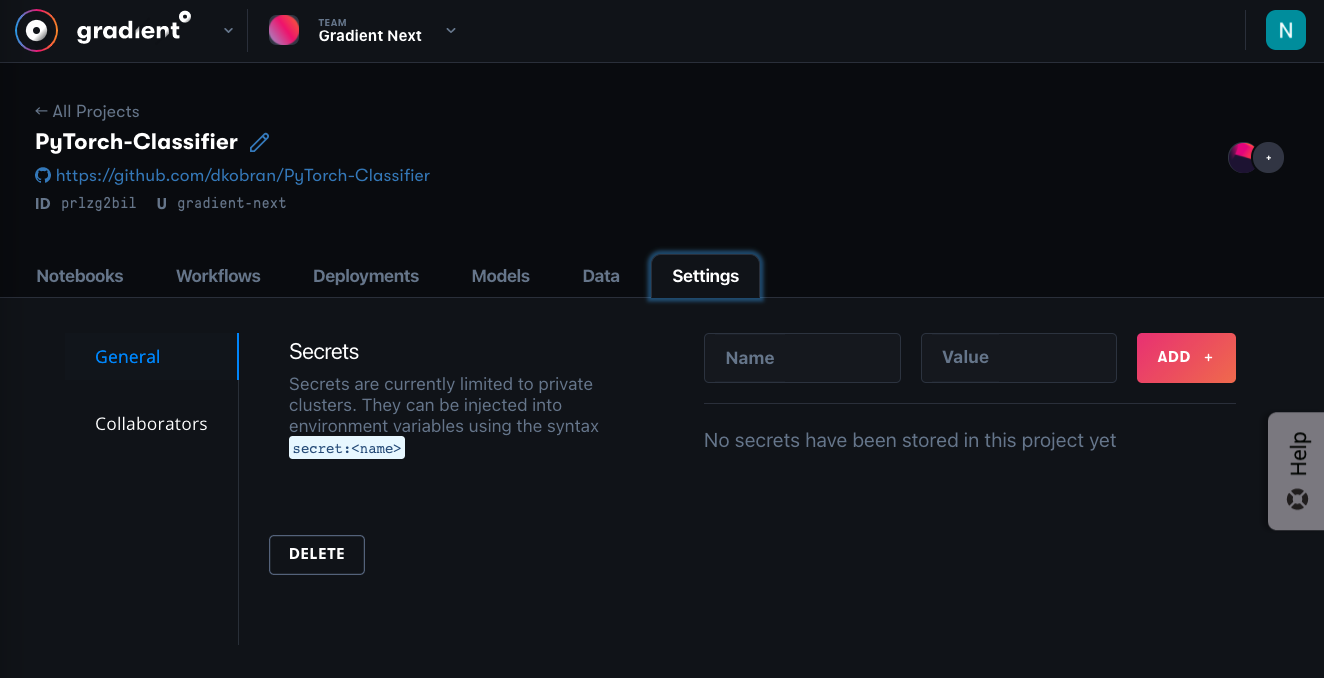 gradient
TEAM
Gradient Next
N
← All Projects
PyTorch-Classifier
https://github.com/dkobran/PyTorch-Classifier
ID prlzg2bil U gradient-next
+
Notebooks Workflows Deployments Models Data Settings
General
Collaborators
Secrets
Secrets are currently limited to private
clusters. They can be injected into
environment variables using the syntax
secret:<name>
DELETE
Name
Value
ADD +
No secrets have been stored in this project yet
Help